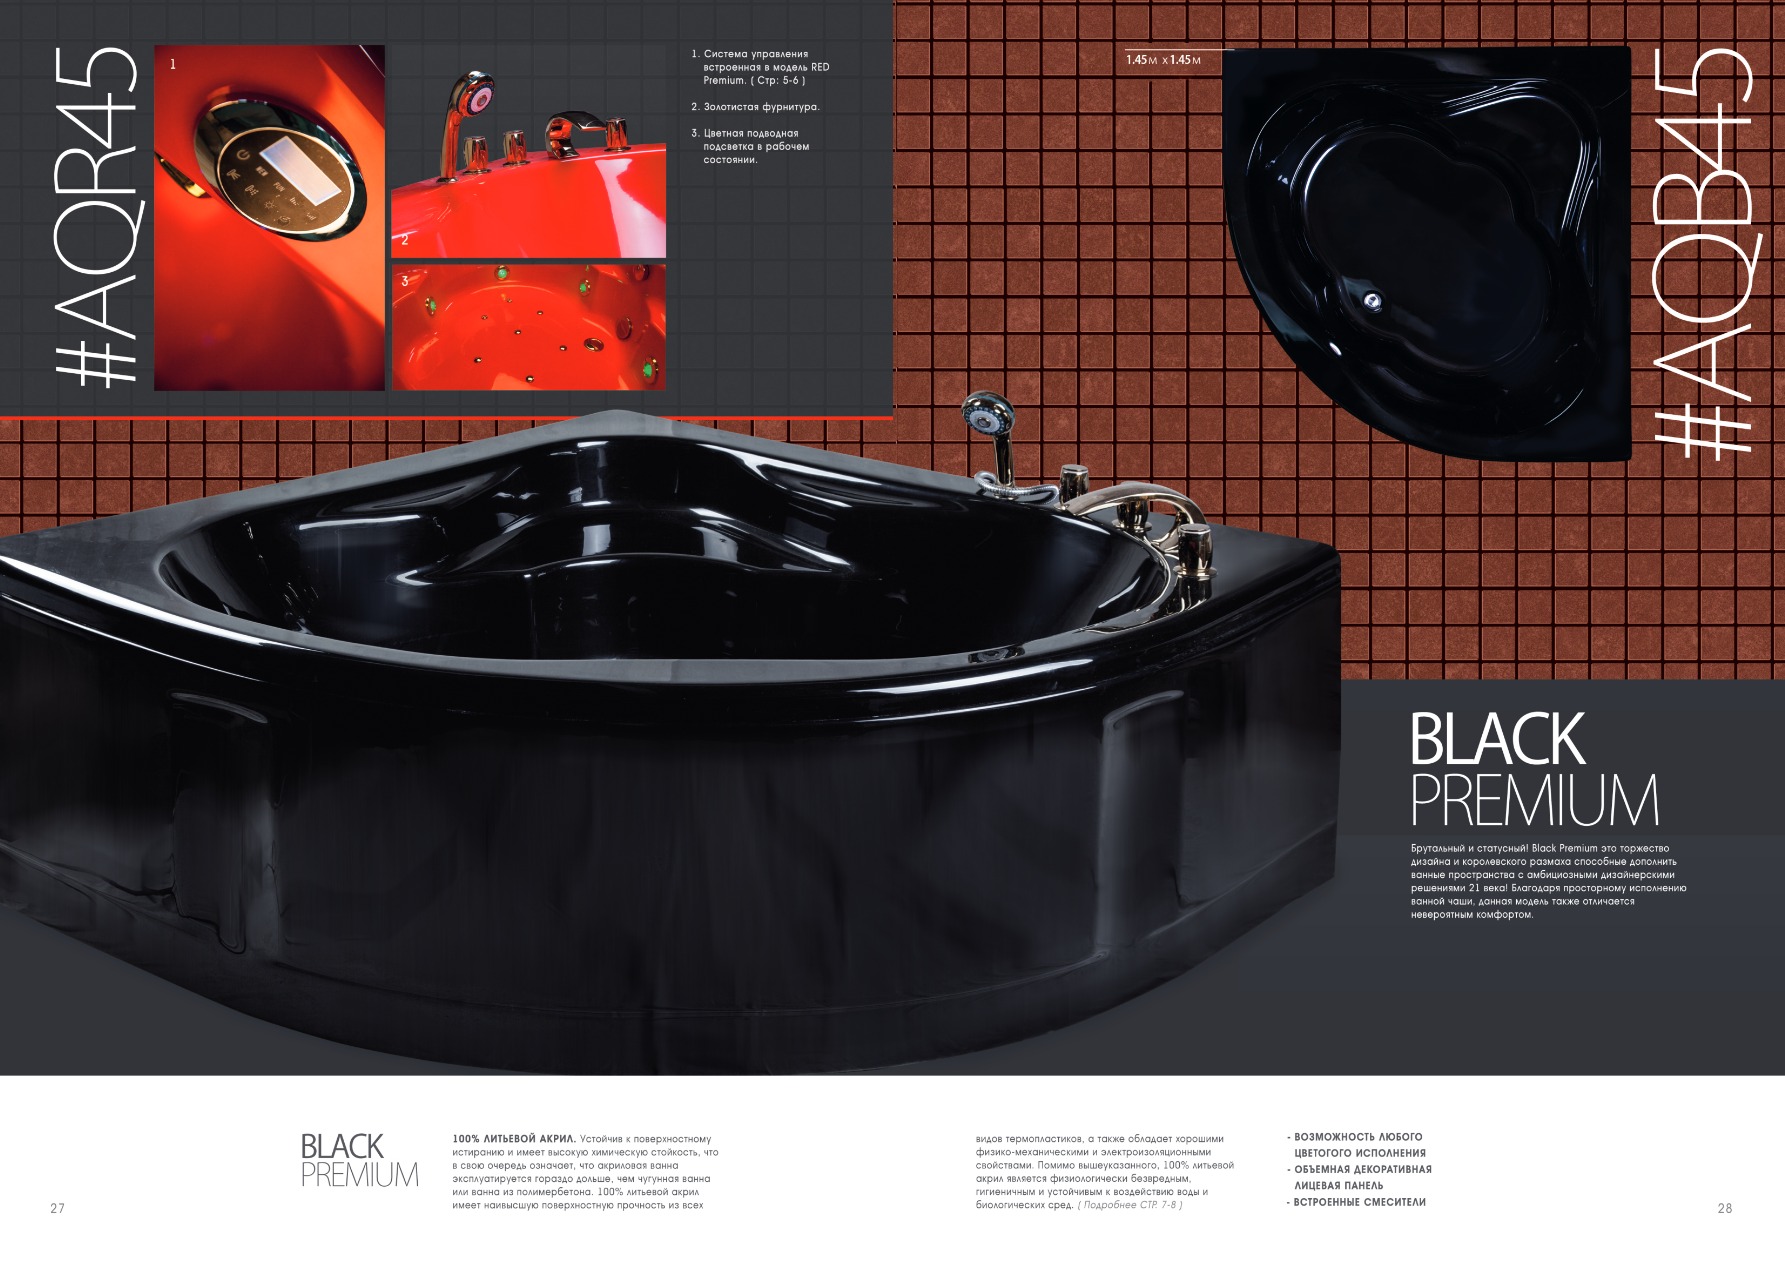 #AQR45
1
2
3
1. Система управления
встроенная в модель RED
Premium. ( Стр: 5-6 )
2. Золотистая фурнитура.
3. Цветная подводная
подсветка в рабочем
состоянии.
1.45м x 1.45м
#AQB45
BLACK
PREMIUM
Брутальный и статусный! Black Premium это торжество
дизайна и королевского размаха способные дополнить
ванные пространства с амбициозными дизайнерскими
решениями 21 века! Благодаря просторному исполнению
ванной чаши, данная модель также отличается
невероятным комфортом.
BLACK
PREMIUM
100% ЛИТЬЕВОЙ АКРИЛ. Устойчив к поверхностному
истиранию и имеет высокую химическую стойкость, что
в свою очередь означает, что акриловая ванна
эксплуатируется гораздо дольше, чем чугунная ванна
или ванна из полимербетона. 100% литьевой акрил
имеет наивысшую поверхностную прочность из всех
видов термопластиков, а также обладает хорошими
физико-механическими и электроизоляционными
свойствами. Помимо вышеуказанного, 100% литьевой
акрил является физиологически безвредным,
гигиеничным и устойчивым к воздействию воды и
биологических сред. ( Подробнее СТР. 7-8 )
- ВОЗМОЖНОСТЬ ЛЮБОГО
ЦВЕТОГОГО ИСПОЛНЕНИЯ
- ОБЪЕМНАЯ ДЕКОРАТИВНАЯ
ЛИЦЕВАЯ ПАНЕЛЬ
- ВСТРОЕННЫЕ СМЕСИТЕЛИ
27
28